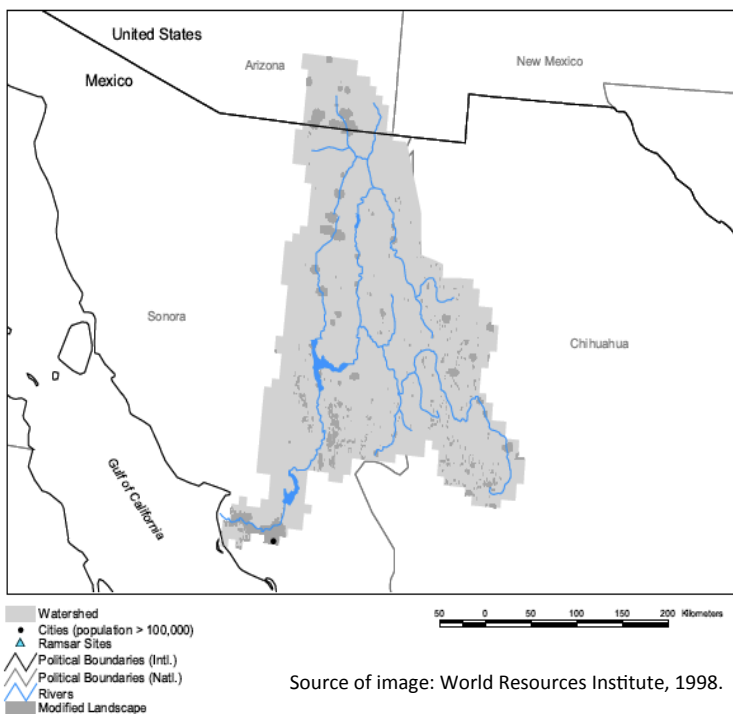 United States
Arizona
New Mexico
Mexico
Sonora
Chihuahua
Gulf of California
Watershed
Cities (population > 100,000)
Ramsar Sites
Political Boundaries (Intl.)
Political Boundaries (Natl.)
Rivers
Modified Landscape
50 0 50 100 150 200 Kilometers
Source of image: World Resources Institute, 1998.